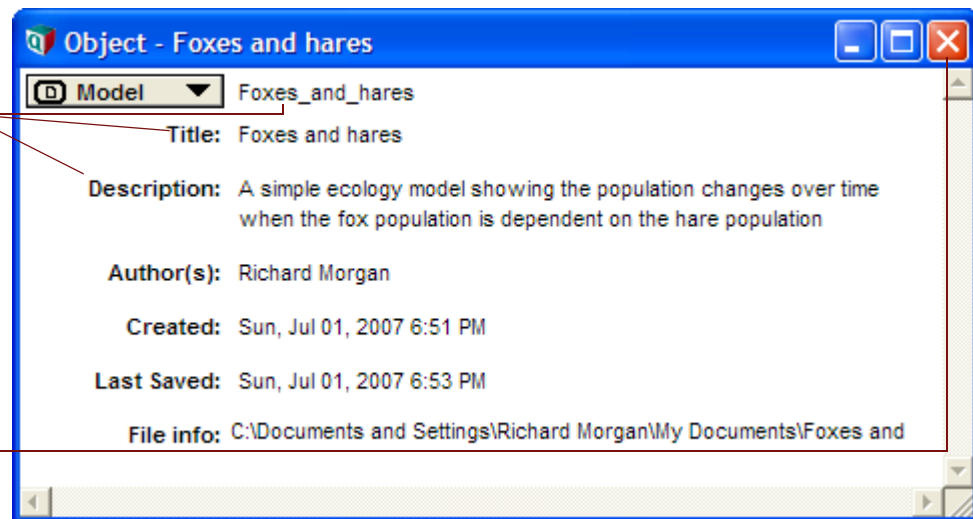 Object - Foxes and hares
Model Foxes_and_hares
Title: Foxes and hares
Description: A simple ecology model showing the population changes over time
when the fox population is dependent on the hare population
Author(s): Richard Morgan
Created: Sun, Jul 01, 2007 6:51 PM
Last Saved: Sun, Jul 01, 2007 6:53 PM
File info: C:\Documents and Settings\Richard Morgan\My Documents\Foxes and